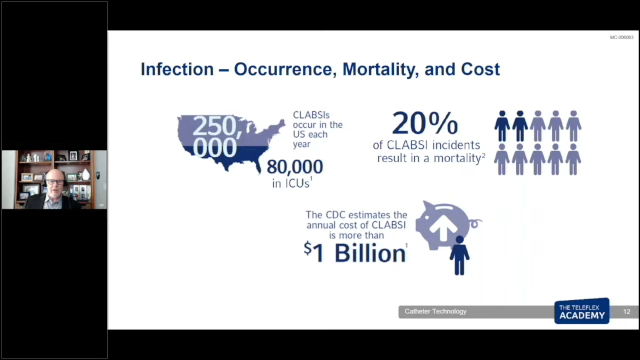 MC-006083
Infection – Occurrence, Mortality, and Cost
250,
000
CLABSIs
occur in the
US each
year
80,000
in ICUs¹
20%
of CLABSI incidents
result in a mortality²
The CDC estimates the
annual cost of CLABSI
is more than
$1 Billion¹
Catheter Technology
THE TELEFLEX
ACADEMY
12